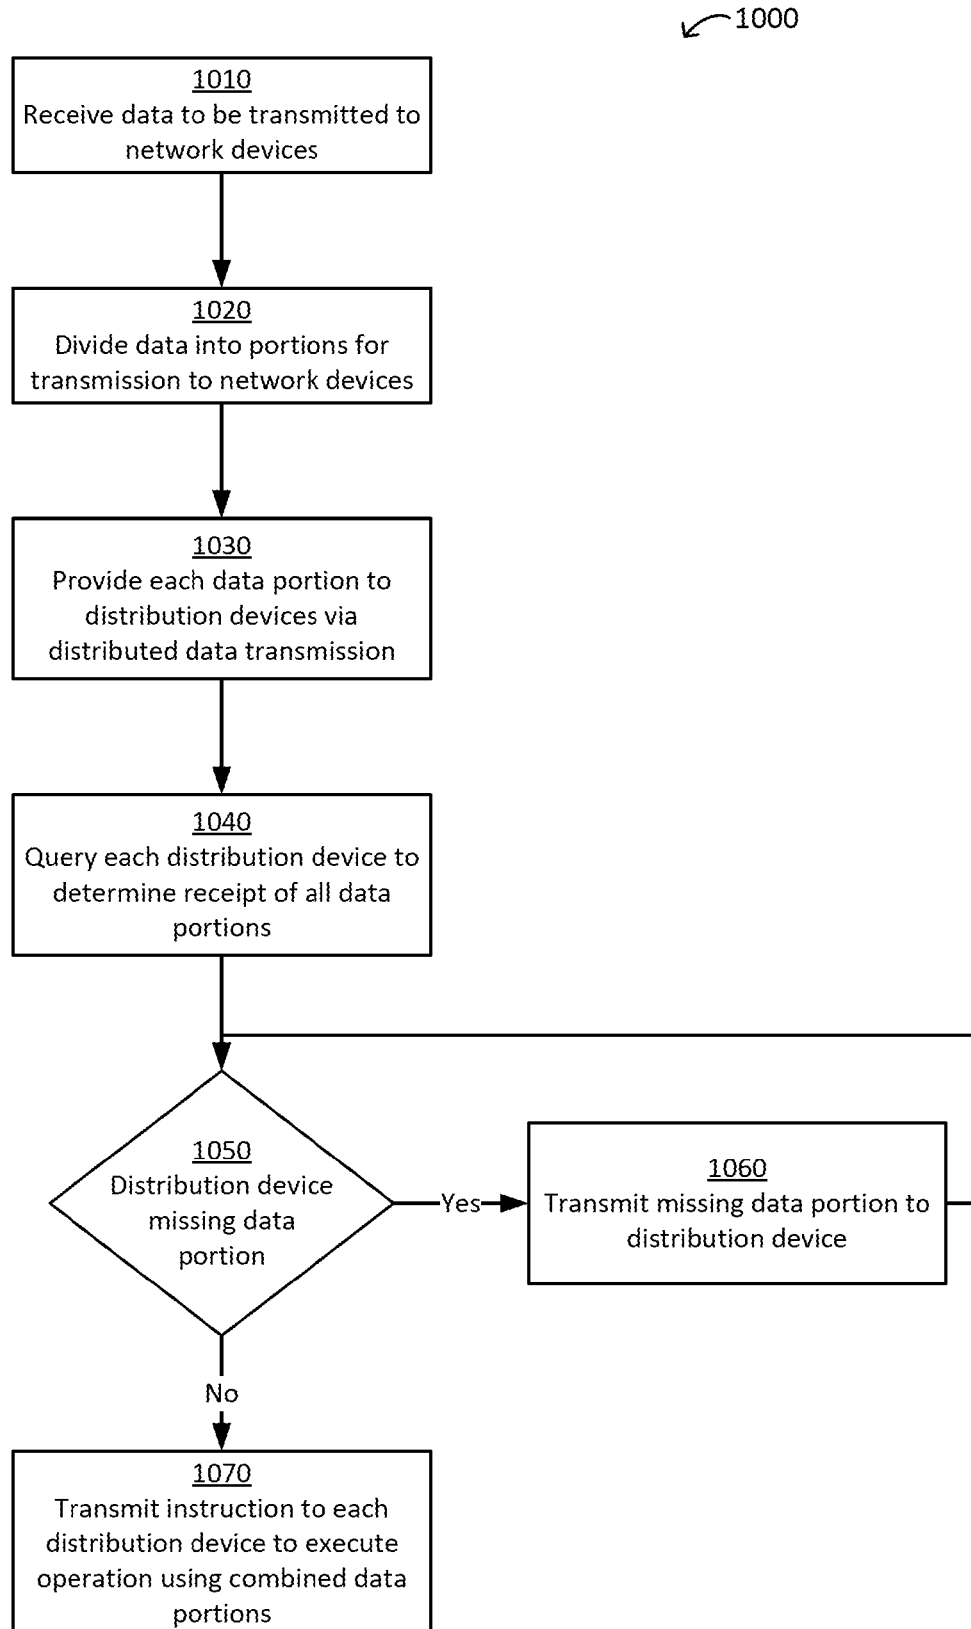 1000
1010
Receive data to be transmitted to
network devices
1020
Divide data into portions for
transmission to network devices
1030
Provide each data portion to
distribution devices via
distributed data transmission
1040
Query each distribution device to
determine receipt of all data
portions
1050
Distribution device
missing data
portion
Yes
1060
Transmit missing data portion to
distribution device
No
1070
Transmit instruction to each
distribution device to execute
operation using combined data
portions